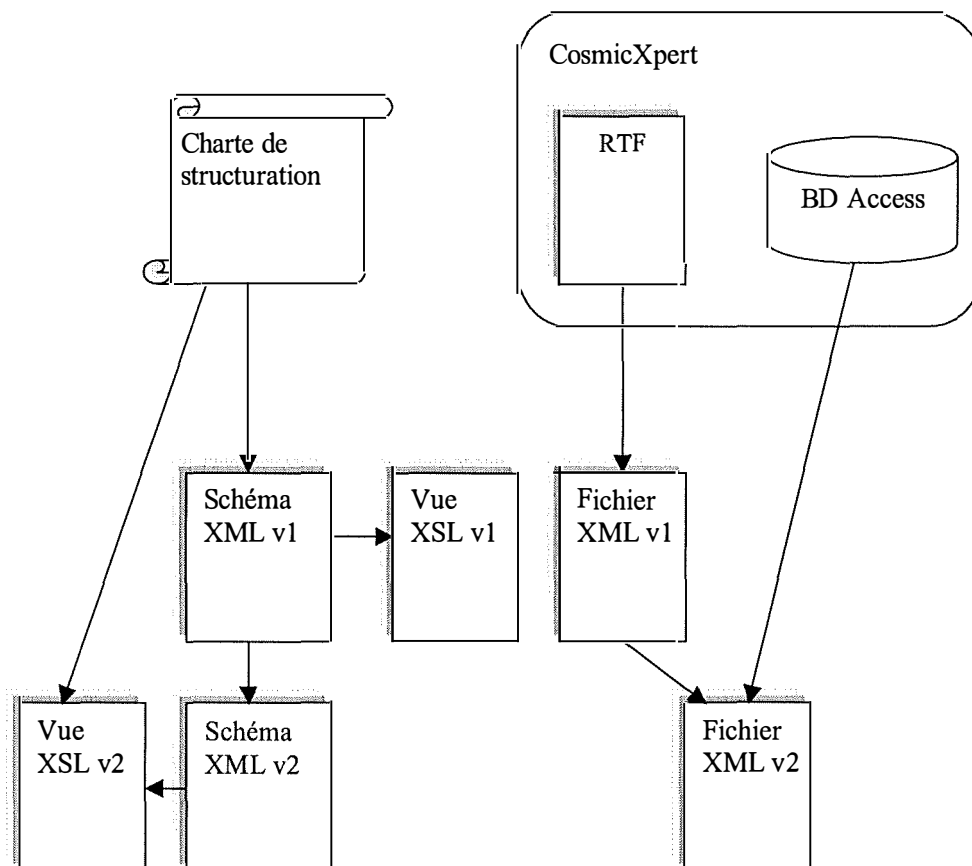 CosmicXpert
Charte de
structuration
RTF
BD Access
Schéma
XML v1
Vue
XSL v1
Fichier
XML v1
Vue
XSL v2
Schéma
XML v2
Fichier
XML v2